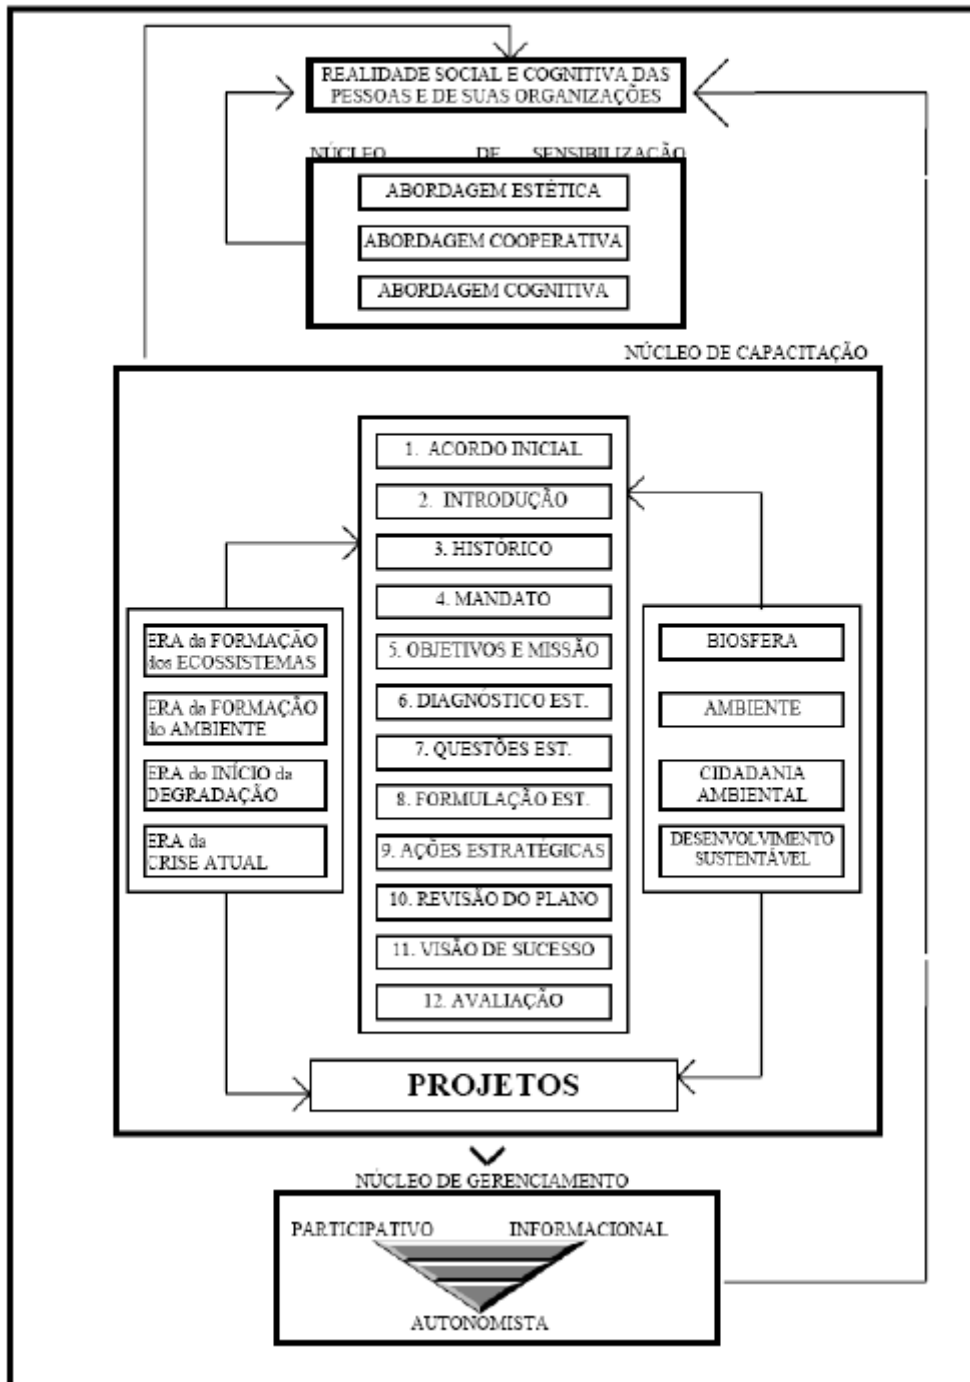 REALIDADE SOCIAL E COGNITIVA DAS
PESSOAS E DE SUAS ORGANIZAÇÕES
NÚCLEO DE SENSIBILIZAÇÃO
ABORDAGEM ESTÉTICA
ABORDAGEM COOPERATIVA
ABORDAGEM COGNITIVA
NÚCLEO DE CAPACITAÇÃO
1. ACORDO INICIAL
2. INTRODUÇÃO
3. HISTÓRICO
4. MANDATO
5. OBJETIVOS E MISSÃO
6. DIAGNÓSTICO EST.
7. QUESTÕES EST.
8. FORMULAÇÃO EST.
9. AÇÕES ESTRATÉGICAS
10. REVISÃO DO PLANO
11. VISÃO DE SUCESSO
12. AVALIAÇÃO
ERA da FORMAÇÃO
dos ECOSSISTEMAS
ERA da FORMAÇÃO
do AMBIENTE
ERA do INÍCIO da
DEGRADAÇÃO
ERA da
CRISE ATUAL
BIOSFERA
AMBIENTE
CIDADANIA
AMBIENTAL
DESENVOLVIMENTO
SUSTENTÁVEL
PROJETOS
NÚCLEO DE GERENCIAMENTO
PARTICIPATIVO INFORMACIONAL
AUTONOMISTA